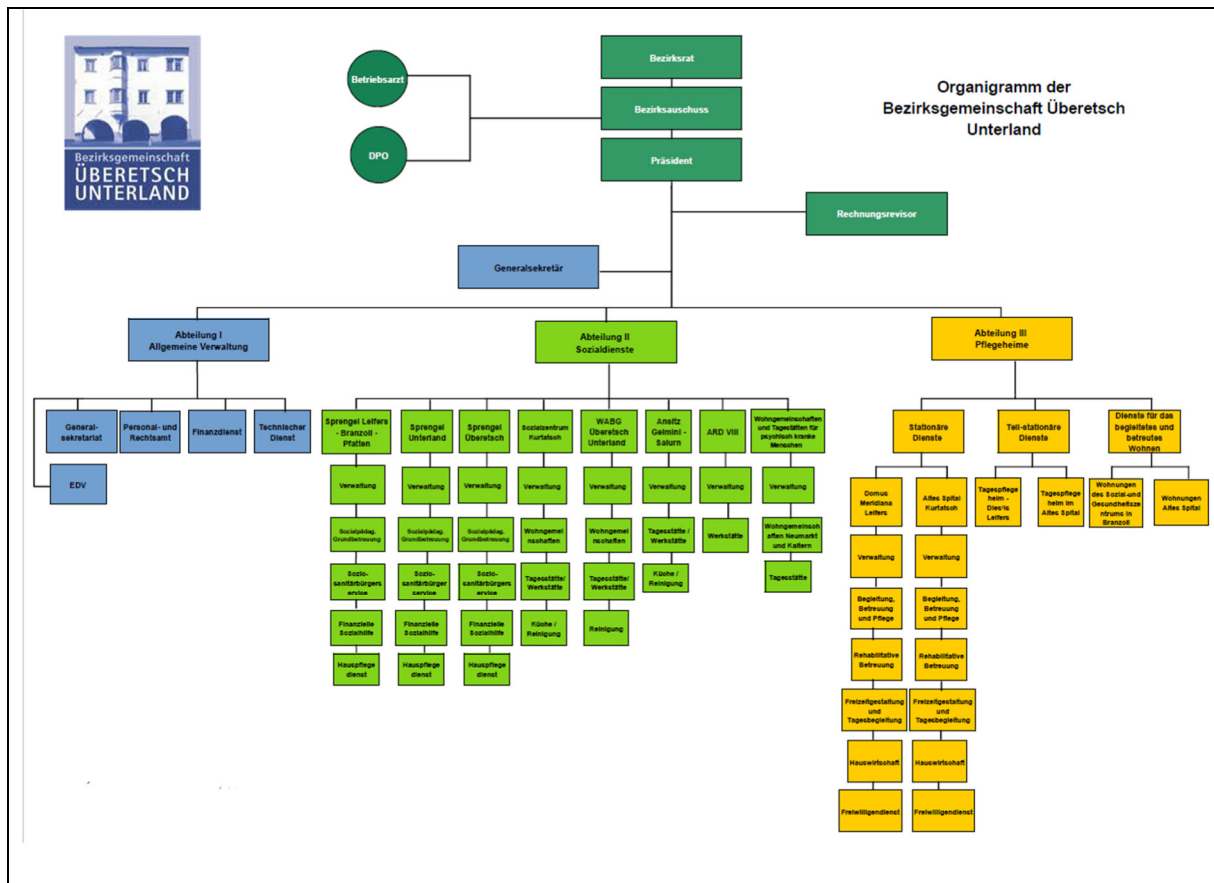 Bezirksgemeinschaft
ÜBERETSCH
UNTERLAND
Betriebsarzt
DPO
Bezirksrat
Bezirksauschuss
Präsident
Organigramm der
Bezirksgemeinschaft Überetsch
Unterland
Rechnungsrevisor
Generalsekretär
Abteilung I
Allgemeine Verwaltung
Abteilung II
Sozialdienste
Abteilung III
Pflegeheime
General-
sekretariat
Personal- und
Rechtsamt
Finanzdienst
Technischer
Dienst
EDV
Sprengel Leifers
- Branzoll -
Pfatten
Verwaltung
Sozialpädag.
Grundbetreuung
Sozio-
sanitärbürgers
ervice
Finanzielle
Sozialhilfe
Hauspflege
dienst
Sprengel
Unterland
Verwaltung
Sozialpädag.
Grundbetreuung
Sozio-
sanitärbürger
service
Finanzielle
Sozialhilfe
Hauspflege
dienst
Sprengel
Überetsch
Verwaltung
Sozialpädag.
Grundbetreuung
Sozio-
sanitärbürgers
ervice
Finanzielle
Sozialhilfe
Hauspflege
dienst
Sozialzentrum
Kurtatsch
Verwaltung
Wohngemei
nschaften
Tagesstätte/
Werkstätte
Küche /
Reinigung
WABG
Überetsch
Unterland
Verwaltung
Wohngemei
nschaften
Tagesstätte/
Werkstätte
Reinigung
Ansitz
Gelmini -
Salurn
Verwaltung
Tagesstätte /
Werkstätte
Küche /
Reinigung
ARD VIII
Verwaltung
Werkstätte
Wohngemeinschaften
und Tagestätten für
psychisch kranke
Menschen
Verwaltung
Wohngemeinsch
aften Neumarkt
und Kaltern
Tagesstätte
Stationäre
Dienste
Domus
Meridiana
Leifers
Verwaltung
Begleitung,
Betreuung
und Pflege
Rehabilitative
Betreuung
Freizeitgestaltung
und
Tagesbegleitung
Hauswirtschaft
Freiwilligendienst
Altes Spital
Kurtatsch
Verwaltung
Begleitung,
Betreuung
und Pflege
Rehabilitative
Betreuung
Freizeitgestaltung
und
Tagesbegleitung
Hauswirtschaft
Freiwilligendienst
Teil-stationäre
Dienste
Tagespflege
heim -
Dies'is
Leifers
Tagespflege
heim im
Altes Spital
Dienste für das
begleitetes und
betreutes
Wohnen
Wohnungen
des Sozial-und
Gesundheitsze
ntrums in
Branzoll
Wohnungen
Altes Spital